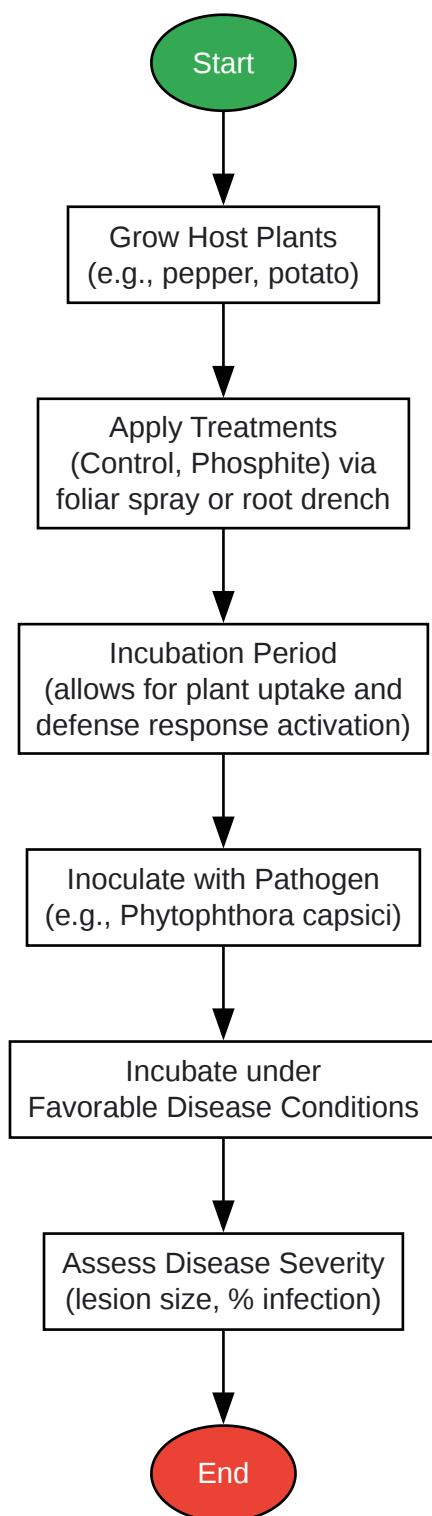 Start
Grow Host Plants
(e.g., pepper, potato)
Apply Treatments
(Control, Phosphite) via
foliar spray or root drench
Incubation Period
(allows for plant uptake and
defense response activation)
Inoculate with Pathogen
(e.g., Phytophthora capsici)
Incubate under
Favorable Disease Conditions
Assess Disease Severity
(lesion size, % infection)
End